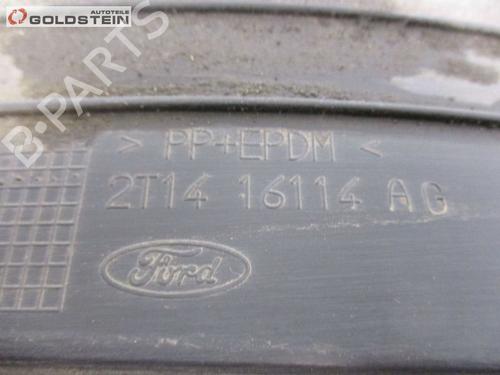 AUTOTEILE
GOLDSTEIN
B-PARTS
> PP+EPDM <
2T14 16114 AG
Ford